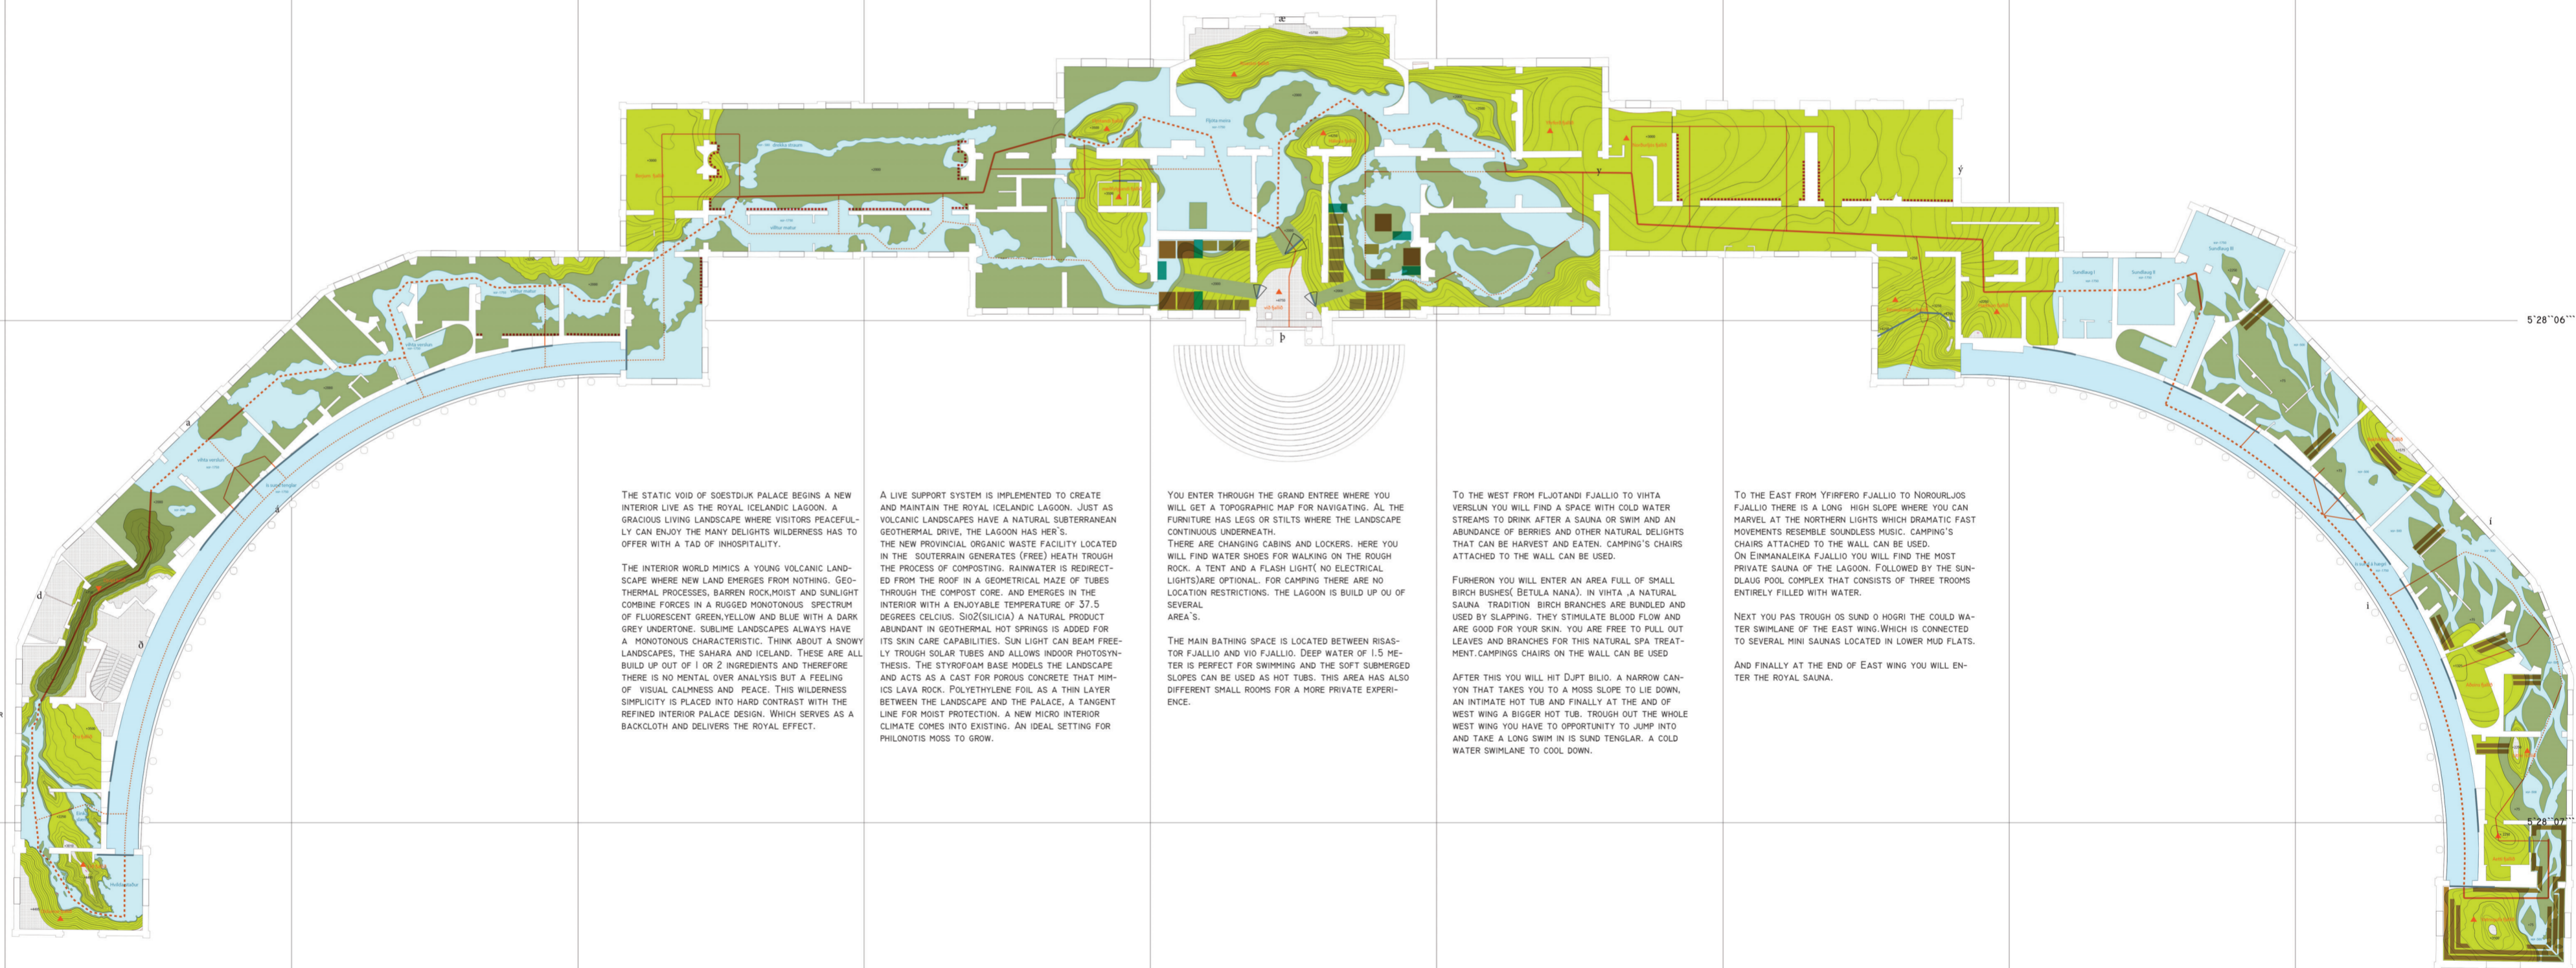 THE STATIC VOID OF SOESTDIJK PALACE BEGINS A NEW
INTERIOR LIVE AS THE ROYAL ICELANDIC LAGOON. A
GRACIOUS LIVING LANDSCAPE WHERE VISITORS PEACEFUL-
LY CAN ENJOY THE MANY DELIGHTS WILDERNESS HAS TO
OFFER WITH A TAD OF INHOSPITALITY.
THE INTERIOR WORLD MIMICS A YOUNG VOLCANIC LAND-
SCAPE WHERE NEW LAND EMERGES FROM NOTHING. GEO-
THERMAL PROCESSES, BARREN ROCK,MOIST AND SUNLIGHT
COMBINE FORCES IN A RUGGED MONOTONOUS SPECTRUM
OF FLUORESCENT GREEN,YELLOW AND BLUE WITH A DARK
GREY UNDERTONE. SUBLIME LANDSCAPES ALWAYS HAVE
A MONOTONOUS CHARACTERISTIC. THINK ABOUT A SNOWY
LANDSCAPES, THE SAHARA AND ICELAND. THESE ARE ALL
BUILD UP OUT OF 1 OR 2 INGREDIENTS AND THEREFORE
THERE IS NO MENTAL OVER ANALYSIS BUT A FEELING
OF VISUAL CALMNESS AND PEACE. THIS WILDERNESS
SIMPLICITY IS PLACED INTO HARD CONTRAST WITH THE
REFINED INTERIOR PALACE DESIGN. WHICH SERVES AS A
BACKCLOTH AND DELIVERS THE ROYAL EFFECT.
A LIVE SUPPORT SYSTEM IS IMPLEMENTED TO CREATE
AND MAINTAIN THE ROYAL ICELANDIC LAGOON. JUST AS
VOLCANIC LANDSCAPES HAVE A NATURAL SUBTERRANEAN
GEOTHERMAL DRIVE, THE LAGOON HAS HER`S.
THE NEW PROVINCIAL ORGANIC WASTE FACILITY LOCATED
IN THE SOUTERRAIN GENERATES (FREE) HEATH TROUGH
THE PROCESS OF COMPOSTING. RAINWATER IS REDIRECT-
ED FROM THE ROOF IN A GEOMETRICAL MAZE OF TUBES
THROUGH THE COMPOST CORE. AND EMERGES IN THE
INTERIOR WITH A ENJOYABLE TEMPERATURE OF 37.5
DEGREES CELCIUS. SIO2(SILICIA) A NATURAL PRODUCT
ABUNDANT IN GEOTHERMAL HOT SPRINGS IS ADDED FOR
ITS SKIN CARE CAPABILITIES. SUN LIGHT CAN BEAM FREE-
LY TROUGH SOLAR TUBES AND ALLOWS INDOOR PHOTOSYN-
THESIS. THE STYROFOAM BASE MODELS THE LANDSCAPE
AND ACTS AS A CAST FOR POROUS CONCRETE THAT MIM-
ICS LAVA ROCK. POLYETHYLENE FOIL AS A THIN LAYER
BETWEEN THE LANDSCAPE AND THE PALACE, A TANGENT
LINE FOR MOIST PROTECTION. A NEW MICRO INTERIOR
CLIMATE COMES INTO EXISTING. AN IDEAL SETTING FOR
PHILONOTIS MOSS TO GROW.
YOU ENTER THROUGH THE GRAND ENTREE WHERE YOU
WILL GET A TOPOGRAPHIC MAP FOR NAVIGATING. AL THE
FURNITURE HAS LEGS OR STILTS WHERE THE LANDSCAPE
CONTINUOUS UNDERNEATH.
THERE ARE CHANGING CABINS AND LOCKERS. HERE YOU
WILL FIND WATER SHOES FOR WALKING ON THE ROUGH
ROCK. A TENT AND A FLASH LIGHT( NO ELECTRICAL
LIGHTS)ARE OPTIONAL. FOR CAMPING THERE ARE NO
LOCATION RESTRICTIONS. THE LAGOON IS BUILD UP OU OF
SEVERAL
AREA`S.
THE MAIN BATHING SPACE IS LOCATED BETWEEN RISAS-
TOR FJALLIO AND VIO FJALLIO. DEEP WATER OF 1.5 ME-
TER IS PERFECT FOR SWIMMING AND THE SOFT SUBMERGED
SLOPES CAN BE USED AS HOT TUBS. THIS AREA HAS ALSO
DIFFERENT SMALL ROOMS FOR A MORE PRIVATE EXPERI-
ENCE.
TO THE WEST FROM FLJOTANDI FJALLIO TO VIHTA
VERSLUN YOU WILL FIND A SPACE WITH COLD WATER
STREAMS TO DRINK AFTER A SAUNA OR SWIM AND AN
ABUNDANCE OF BERRIES AND OTHER NATURAL DELIGHTS
THAT CAN BE HARVEST AND EATEN. CAMPING'S CHAIRS
ATTACHED TO THE WALL CAN BE USED.
FURHERON YOU WILL ENTER AN AREA FULL OF SMALL
BIRCH BUSHES( BETULA NANA). IN VIHTA ,A NATURAL
SAUNA TRADITION BIRCH BRANCHES ARE BUNDLED AND
USED BY SLAPPING. THEY STIMULATE BLOOD FLOW AND
ARE GOOD FOR YOUR SKIN. YOU ARE FREE TO PULL OUT
LEAVES AND BRANCHES FOR THIS NATURAL SPA TREAT-
MENT.CAMPINGS CHAIRS ON THE WALL CAN BE USED
AFTER THIS YOU WILL HIT DJPT BILIO. A NARROW CAN-
YON THAT TAKES YOU TO A MOSS SLOPE TO LIE DOWN,
AN INTIMATE HOT TUB AND FINALLY AT THE AND OF
WEST WING A BIGGER HOT TUB. TROUGH OUT THE WHOLE
WEST WING YOU HAVE TO OPPORTUNITY TO JUMP INTO
AND TAKE A LONG SWIM IN IS SUND TENGLAR. A COLD
WATER SWIMLANE TO COOL DOWN.
TO THE EAST FROM YFIRFERO FJALLIO TO NOROURLJOS
FJALLIO THERE IS A LONG HIGH SLOPE WHERE YOU CAN
MARVEL AT THE NORTHERN LIGHTS WHICH DRAMATIC FAST
MOVEMENTS RESEMBLE SOUNDLESS MUSIC. CAMPING'S
CHAIRS ATTACHED TO THE WALL CAN BE USED.
ON EINMANALEIKA FJALLIO YOU WILL FIND THE MOST
PRIVATE SAUNA OF THE LAGOON. FOLLOWED BY THE SUN-
DLAUG POOL COMPLEX THAT CONSISTS OF THREE TROOMS
ENTIRELY FILLED WITH WATER.
NEXT YOU PAS TROUGH OS SUND O HOGRI THE COULD WA-
TER SWIMLANE OF THE EAST WING.WHICH IS CONNECTED
TO SEVERAL MINI SAUNAS LOCATED IN LOWER MUD FLATS.
AND FINALLY AT THE END OF EAST WING YOU WILL EN-
TER THE ROYAL SAUNA.
æ
þ
y
ý
a
á
d
ð
í
i
Sundlaug I
Sundlaug II
Sundlaug III
5°28``06```
5°28``07```